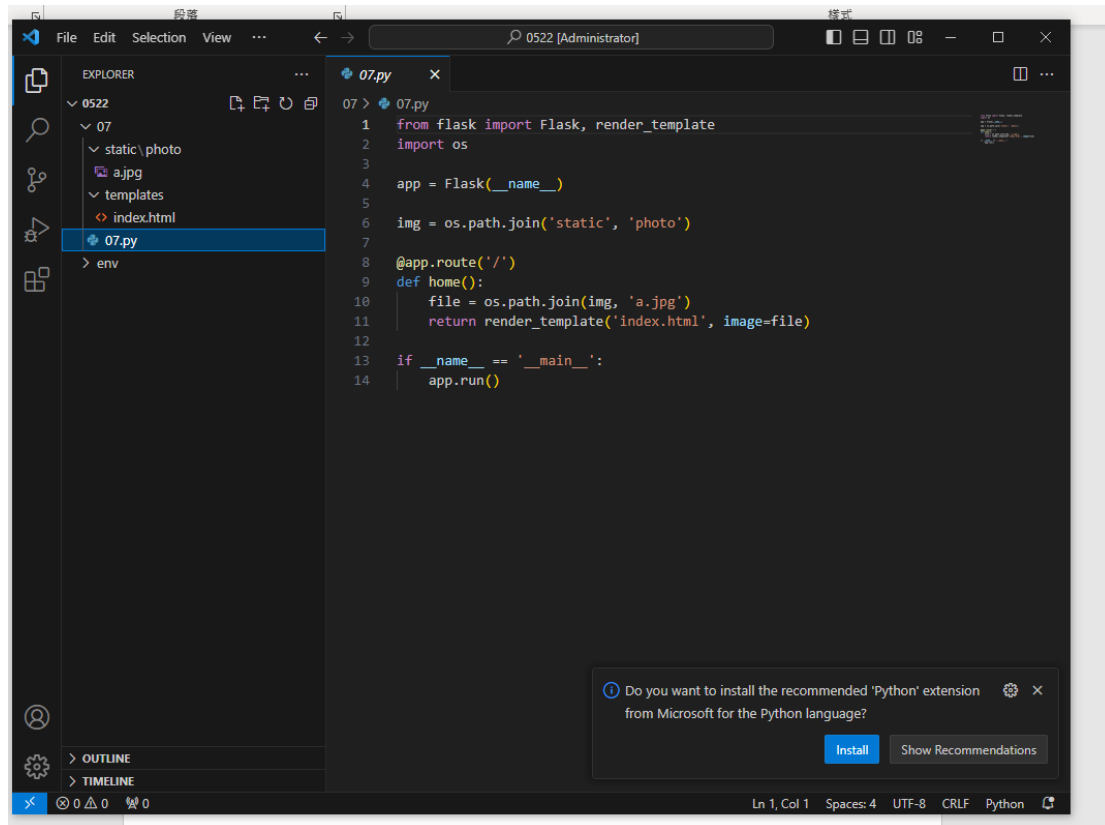 段落
樣式
File Edit Selection View ··· 0522 [Administrator]
EXPLORER ···
07.py
0522
07
static\photo
a.jpg
templates
index.html
07.py
env
07 > 07.py
1 from flask import Flask, render_template
2 import os
3
4 app = Flask(__name__)
5
6 img = os.path.join('static', 'photo')
7
8 @app.route('/')
9 def home():
10 file = os.path.join(img, 'a.jpg')
11 return render_template('index.html', image=file)
12
13 if __name__ == '__main__':
14 app.run()
Do you want to install the recommended 'Python' extension
from Microsoft for the Python language?
Install Show Recommendations
OUTLINE
TIMELINE
0 0 0 Ln 1, Col 1 Spaces: 4 UTF-8 CRLF Python